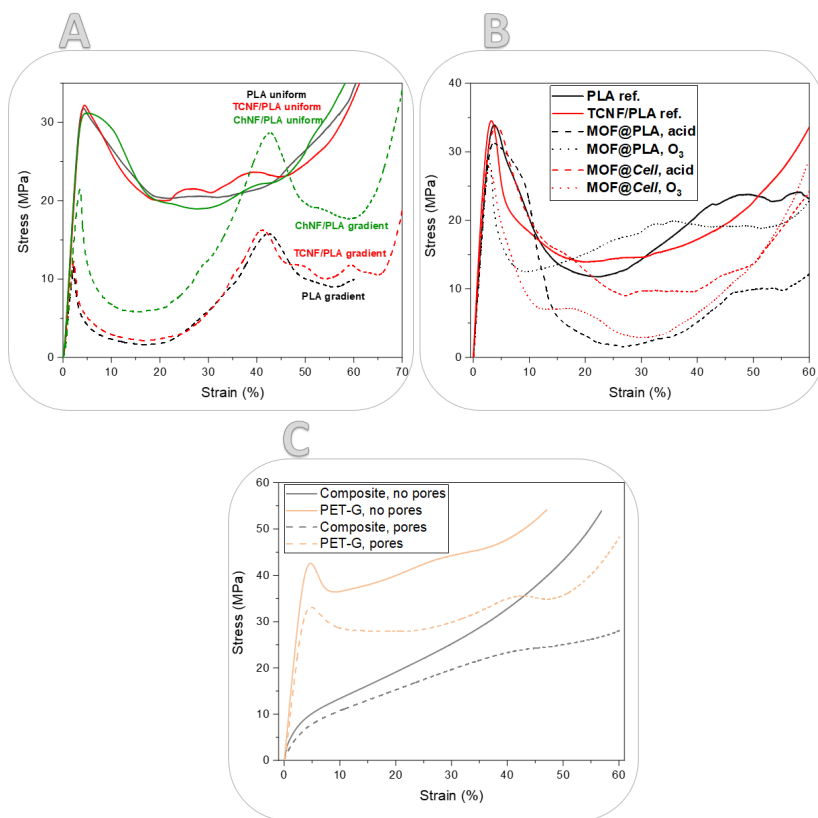 A
Stress (MPa)
30
20
10
0
0 10 20 30 40 50 60 70
Strain (%)
PLA uniform
TCNF/PLA uniform
ChNF/PLA uniform
ChNF/PLA gradient
TCNF/PLA gradient
PLA gradient
B
Stress (MPa)
40
30
20
10
0
0 10 20 30 40 50 60
Strain (%)
PLA ref.
TCNF/PLA ref.
MOF@PLA, acid
MOF@PLA, O₃
MOF@Cell, acid
MOF@Cell, O₃
C
Stress (MPa)
60
50
40
30
20
10
0
0 10 20 30 40 50 60
Strain (%)
Composite, no pores
PET-G, no pores
Composite, pores
PET-G, pores